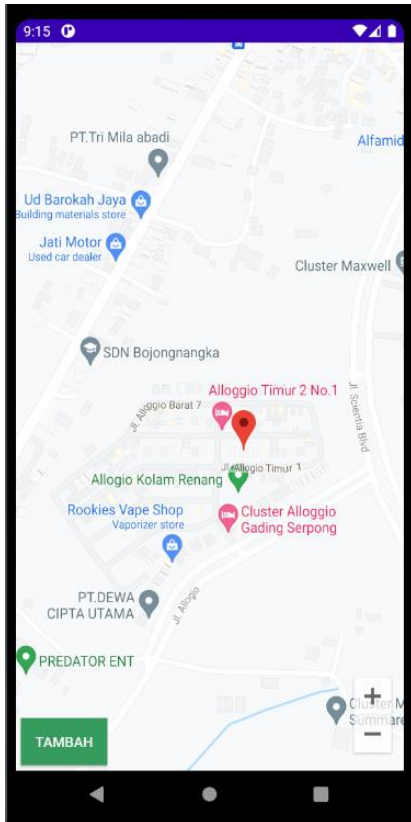 9:15
PT.Tri Mila abadi
Alfamid
Ud Barokah Jaya
Building materials store
Jati Motor
Used car dealer
Cluster Maxwell
SDN Bojongnangka
Alloggio Timur 2 No.1
Jl. Alloggio Barat 7
Jl. Scientia Blvd
Jl. Allogio Timur 1
Allogio Kolam Renang
Rookies Vape Shop
Vaporizer store
Cluster Alloggio
Gading Serpong
PT.DEWA
CIPTA UTAMA
Jl. Allogio
PREDATOR ENT
+
Cluster M
Summare
−
TAMBAH